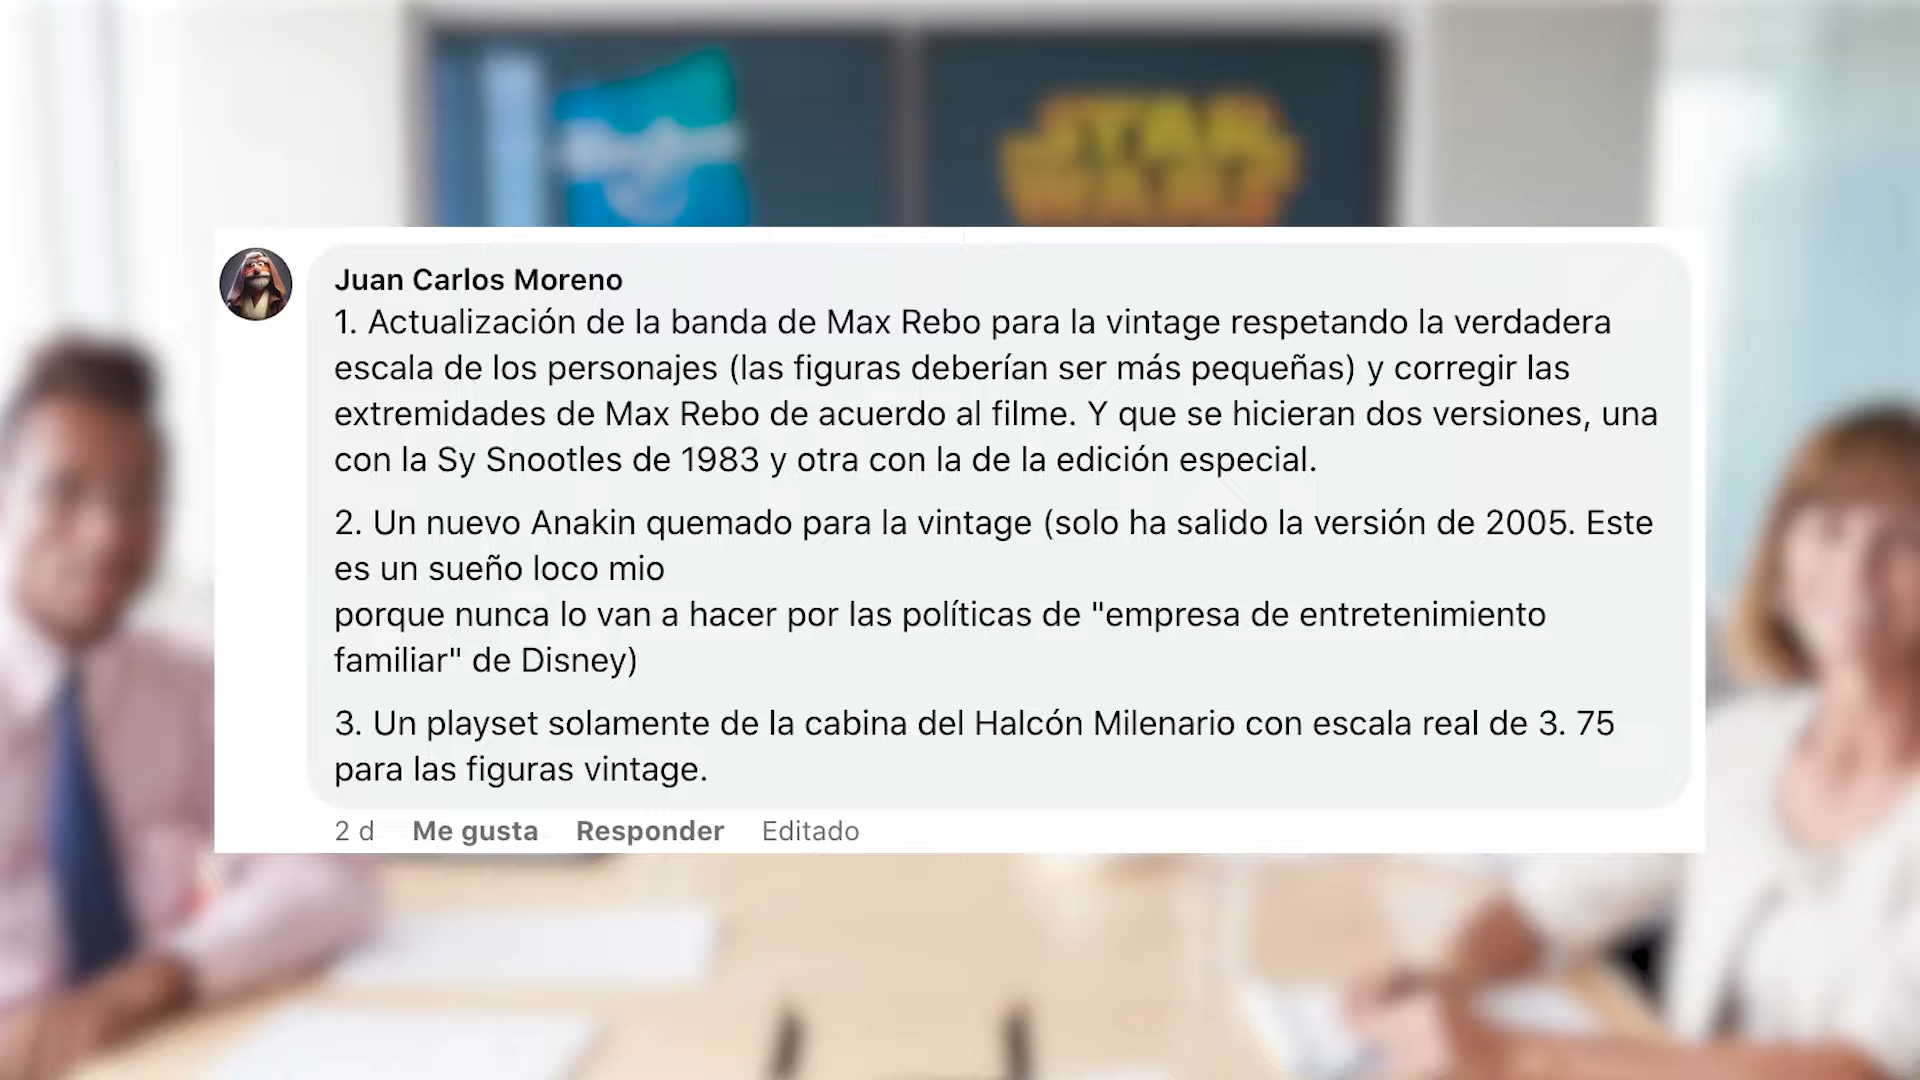 STAR
WARS
Juan Carlos Moreno
1. Actualización de la banda de Max Rebo para la vintage respetando la verdadera
escala de los personajes (las figuras deberían ser más pequeñas) y corregir las
extremidades de Max Rebo de acuerdo al filme. Y que se hicieran dos versiones, una
con la Sy Snootles de 1983 y otra con la de la edición especial.
2. Un nuevo Anakin quemado para la vintage (solo ha salido la versión de 2005. Este
es un sueño loco mio
porque nunca lo van a hacer por las políticas de "empresa de entretenimiento
familiar" de Disney)
3. Un playset solamente de la cabina del Halcón Milenario con escala real de 3. 75
para las figuras vintage.
2 d Me gusta Responder Editado